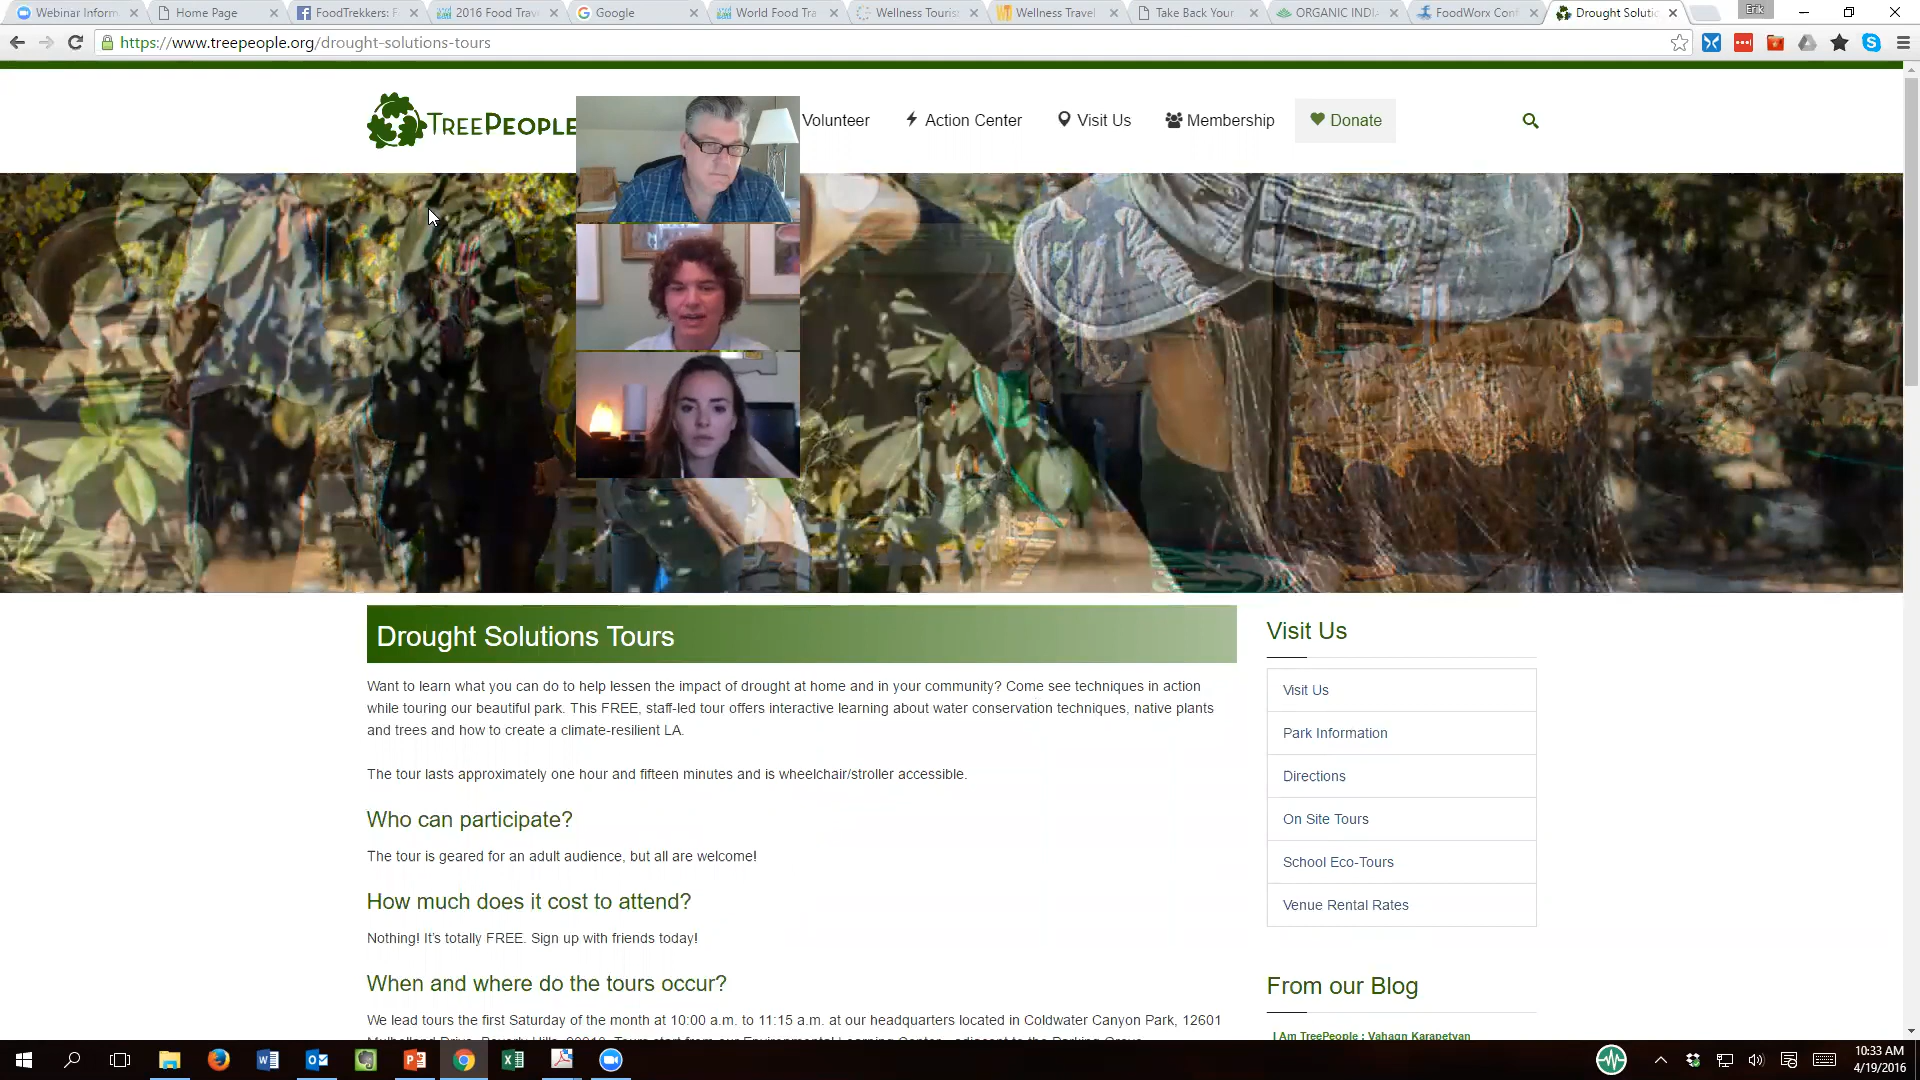 Webinar Inform
Home Page
FoodTrekkers: F
2016 Food Trav
Google
World Food Tra
Wellness Touris
Wellness Travel
Take Back Your
ORGANIC INDI
FoodWorx Conf
Drought Soluti
Erik
https://www.treepeople.org/drought-solutions-tours
TREEPEOPLE
Volunteer
Action Center
Visit Us
Membership
Donate
Drought Solutions Tours
Want to learn what you can do to help lessen the impact of drought at home and in your community? Come see techniques in action
while touring our beautiful park. This FREE, staff-led tour offers interactive learning about water conservation techniques, native plants
and trees and how to create a climate-resilient LA.
The tour lasts approximately one hour and fifteen minutes and is wheelchair/stroller accessible.
Who can participate?
The tour is geared for an adult audience, but all are welcome!
How much does it cost to attend?
Nothing! It's totally FREE. Sign up with friends today!
When and where do the tours occur?
We lead tours the first Saturday of the month at 10:00 a.m. to 11:15 a.m. at our headquarters located in Coldwater Canyon Park, 12601
Visit Us
Visit Us
Park Information
Directions
On Site Tours
School Eco-Tours
Venue Rental Rates
From our Blog
I Am TreePeople : Vahagn Karapetyan
10:33 AM
4/19/2016